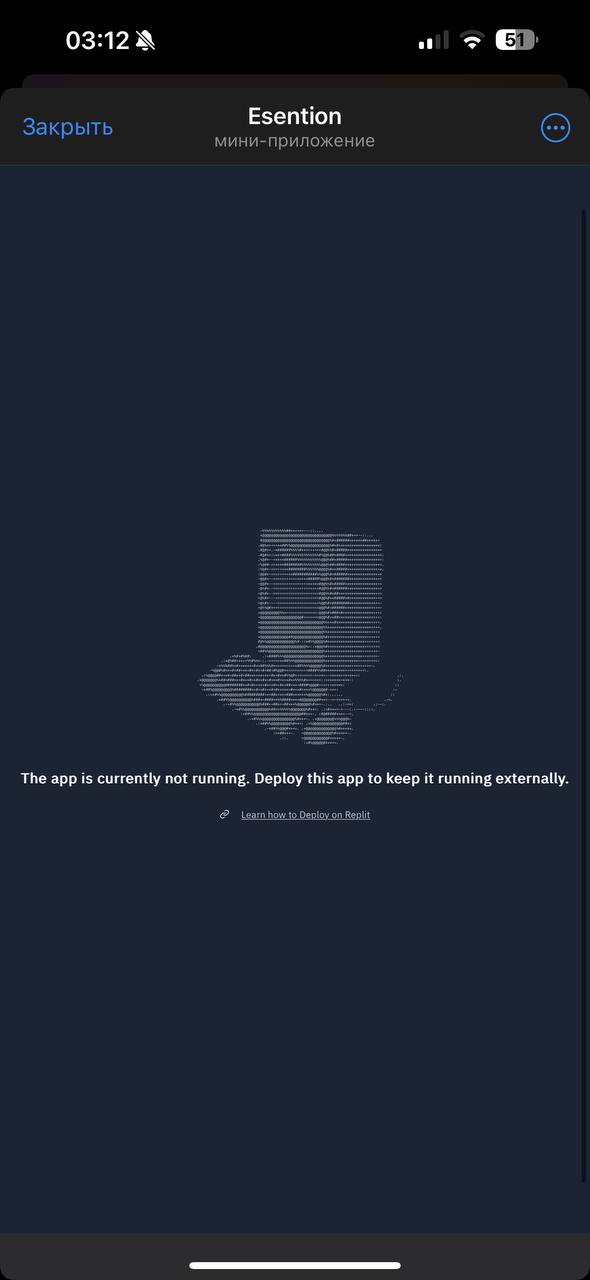 03:12
51
Закрыть
Esention
мини-приложение
The app is currently not running. Deploy this app to keep it running externally.
Learn how to Deploy on Replit